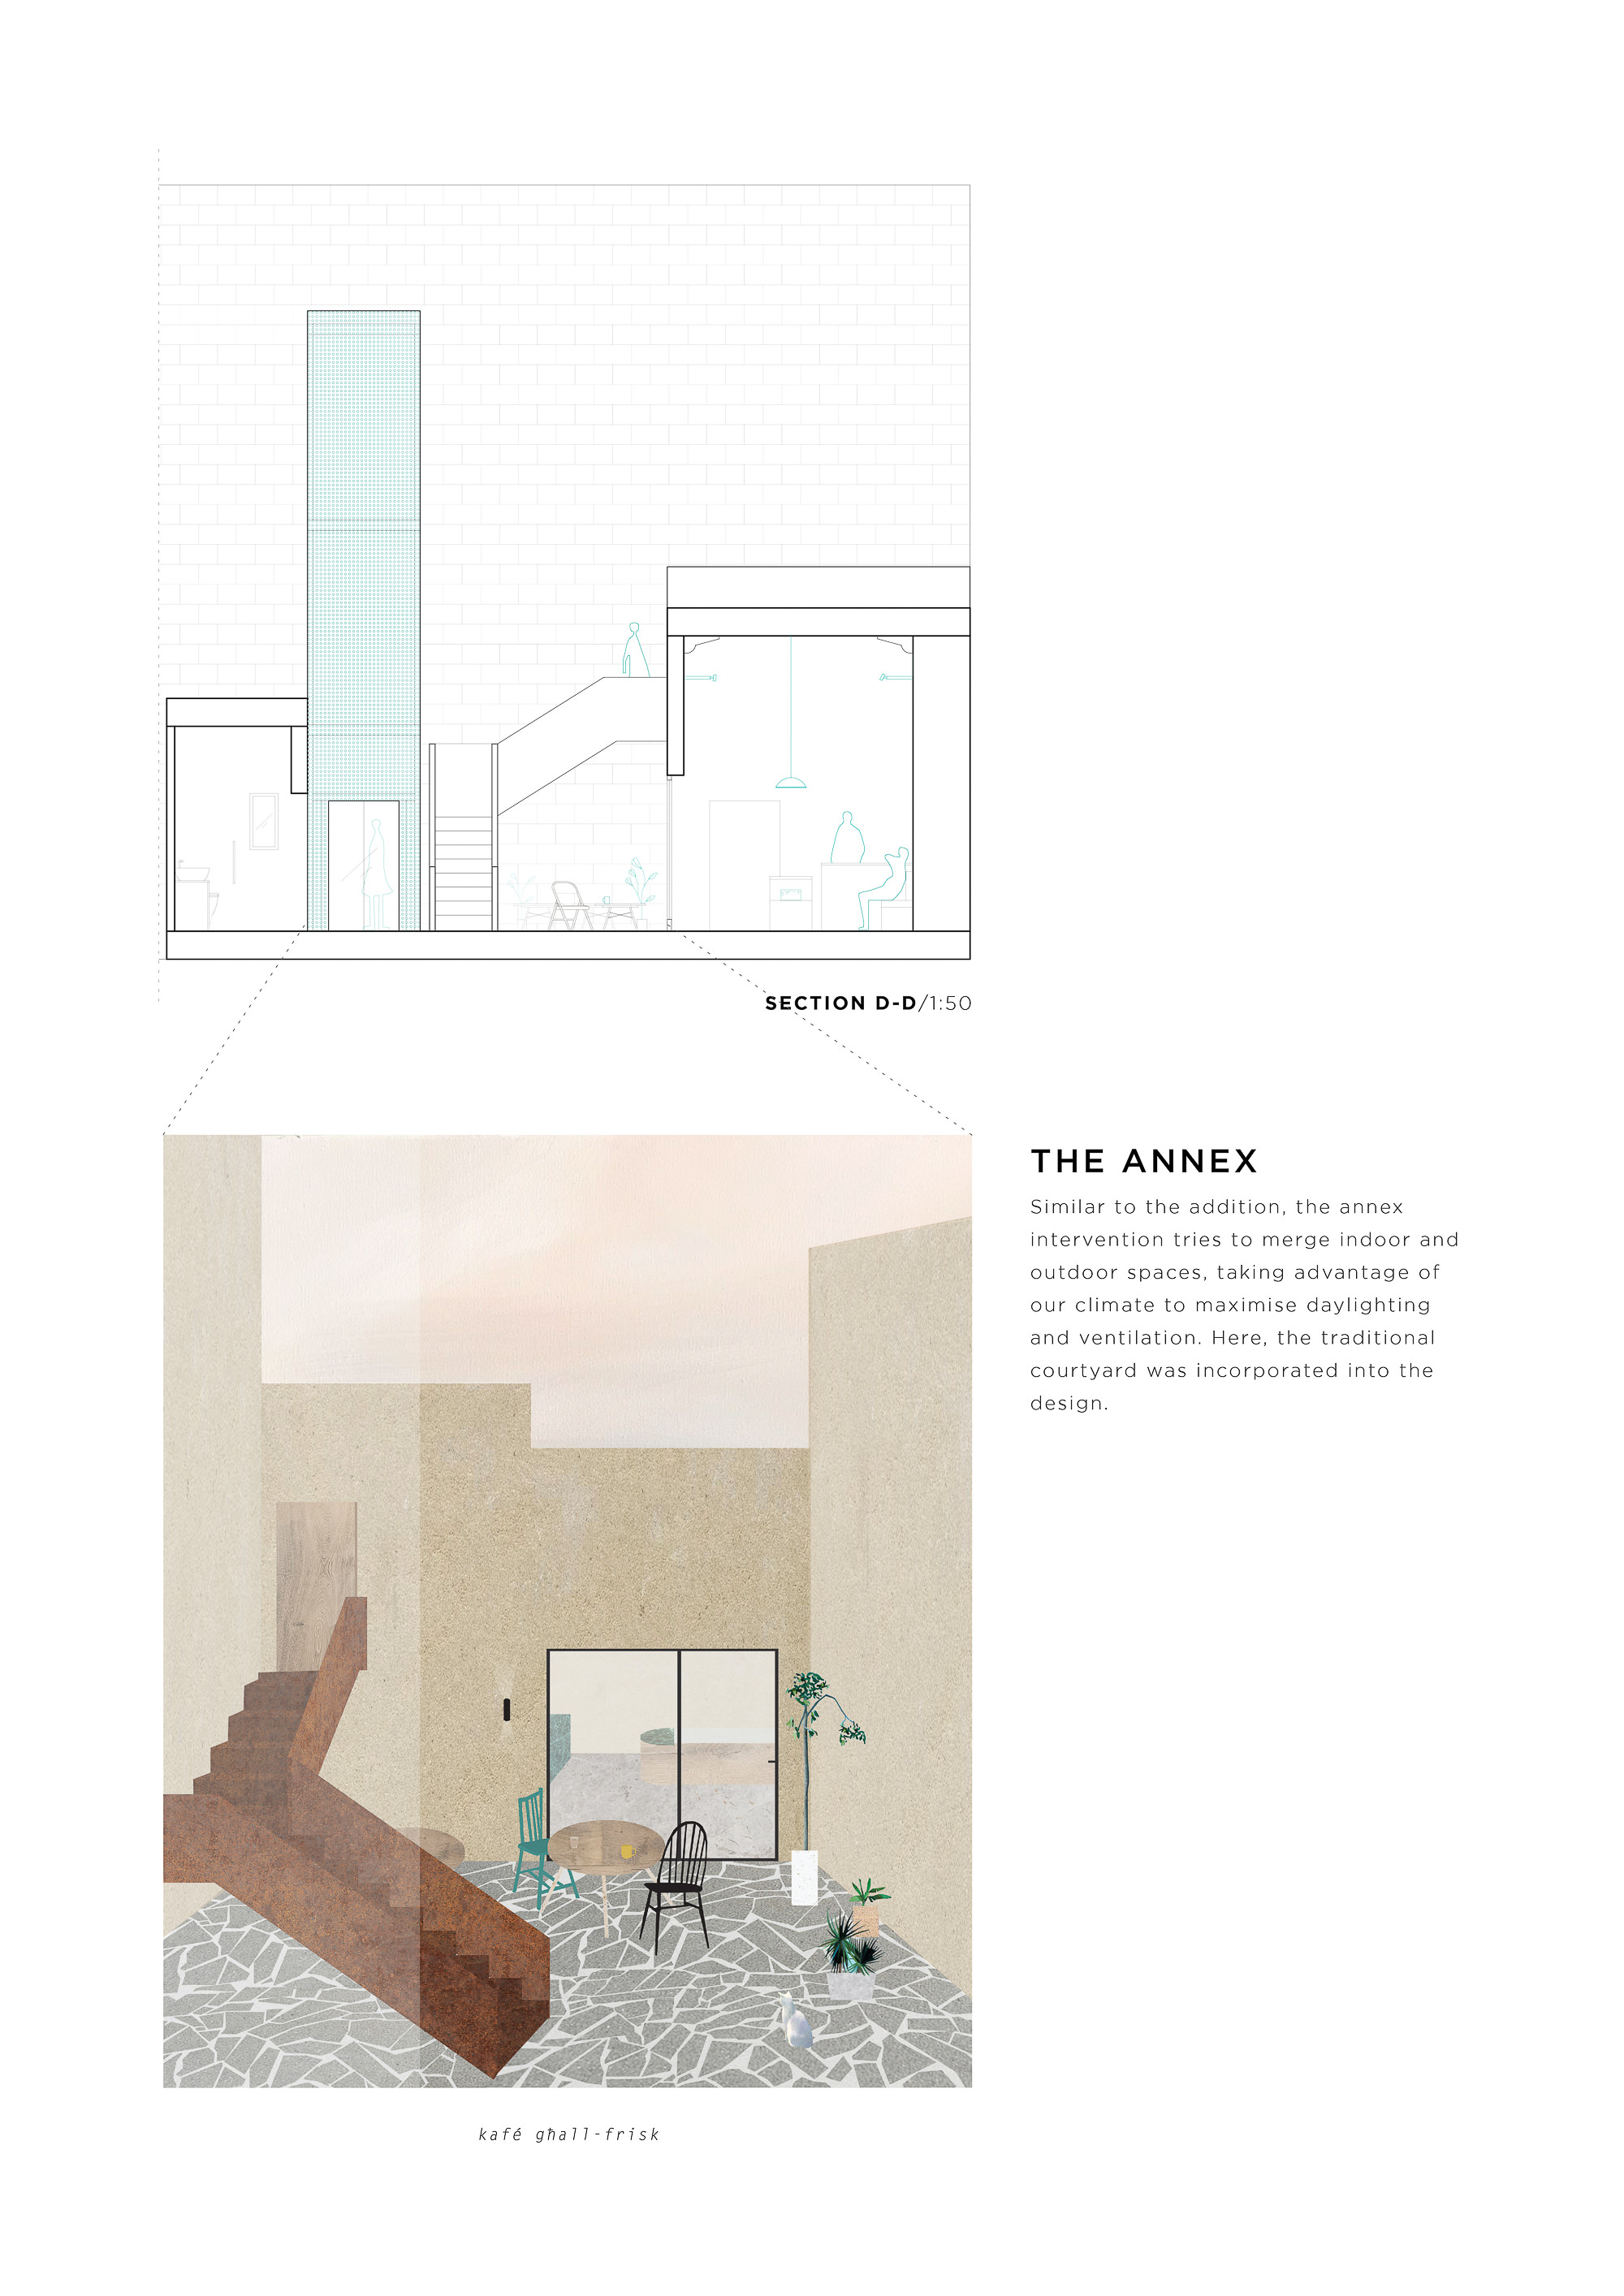 SECTION D-D/1:50
THE ANNEX
Similar to the addition, the annex
intervention tries to merge indoor and
outdoor spaces, taking advantage of
our climate to maximise daylighting
and ventilation. Here, the traditional
courtyard was incorporated into the
design.
kafé għall-frisk